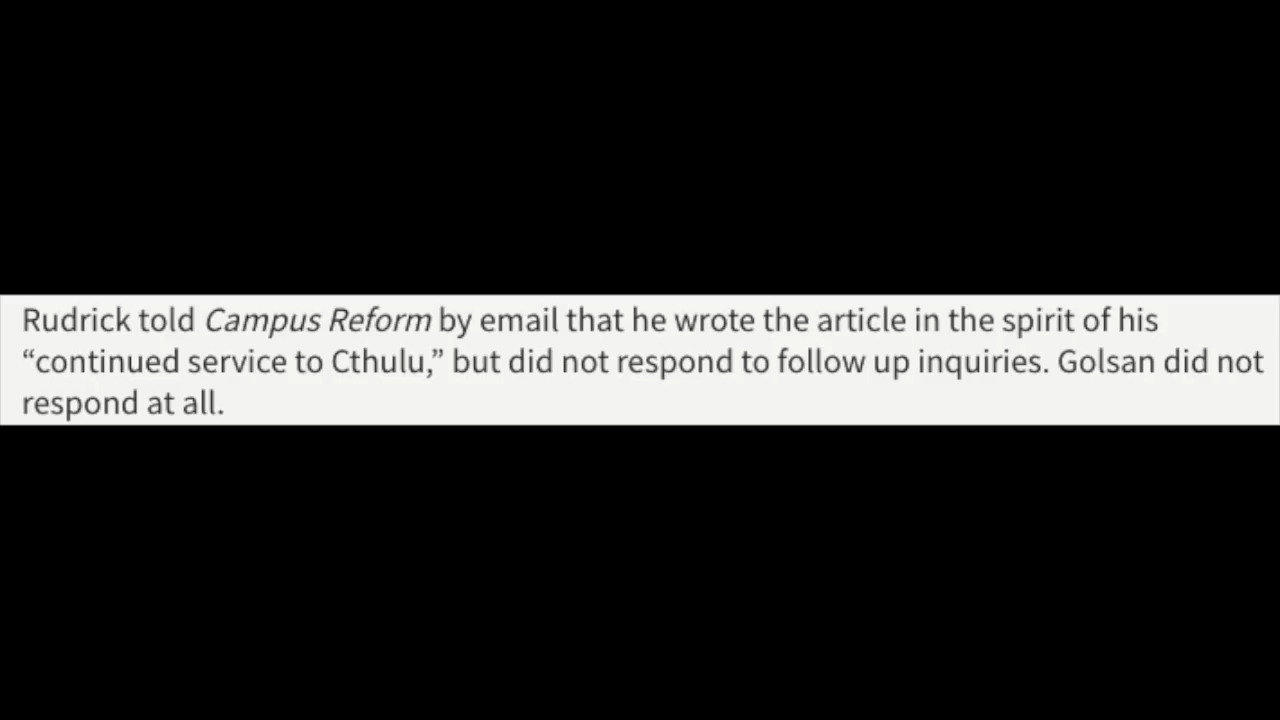 Rudrick told Campus Reform by email that he wrote the article in the spirit of his
“continued service to Cthulu,” but did not respond to follow up inquiries. Golsan did not
respond at all.